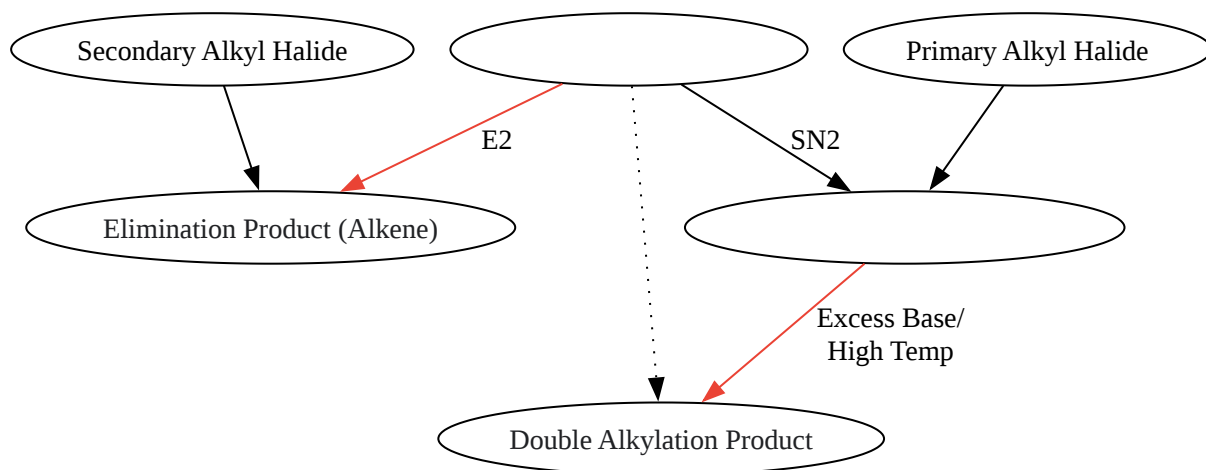 Secondary Alkyl Halide
Primary Alkyl Halide
E2
SN2
Elimination Product (Alkene)
Excess Base/
High Temp
Double Alkylation Product